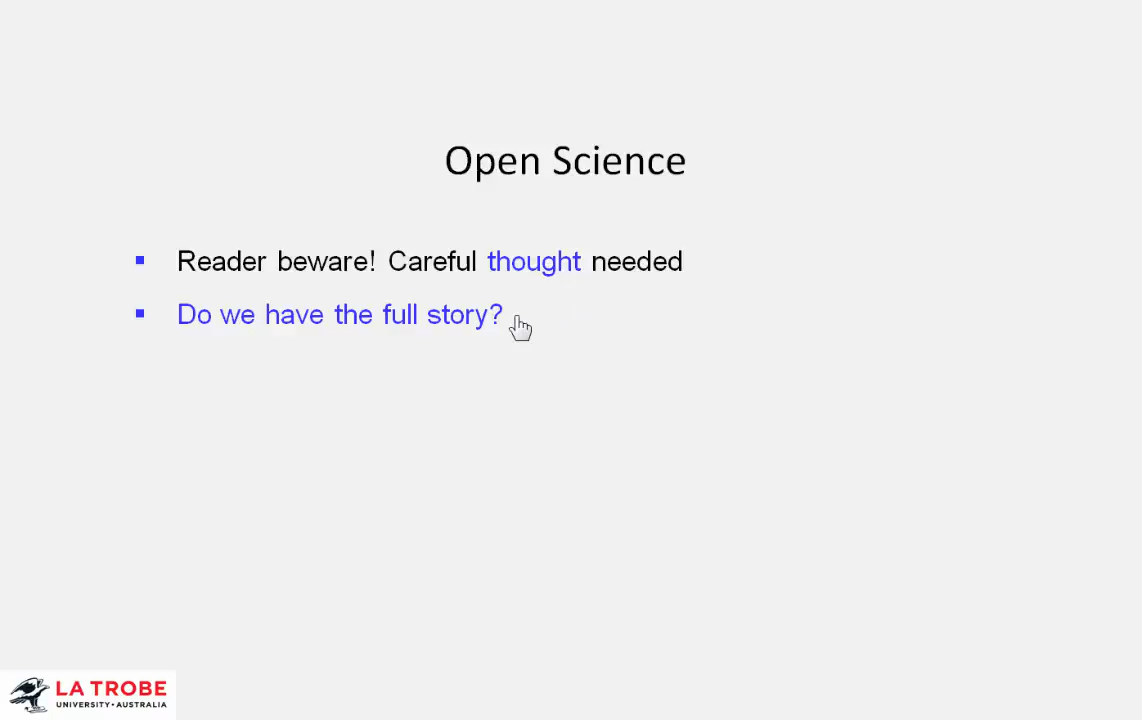 Open Science
Reader beware! Careful thought needed
Do we have the full story?
LA TROBE
UNIVERSITY • AUSTRALIA